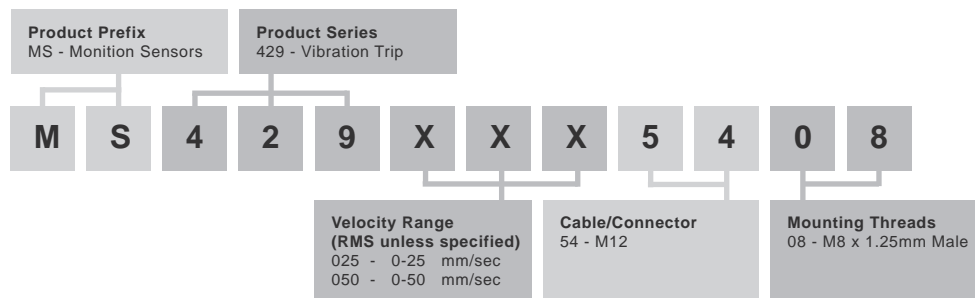 Product Prefix
MS - Monition Sensors
Product Series
429 - Vibration Trip
M S 4 2 9 X X X 5 4 0 8
Velocity Range
(RMS unless specified)
025 - 0-25 mm/sec
050 - 0-50 mm/sec
Cable/Connector
54 - M12
Mounting Threads
08 - M8 x 1.25mm Male